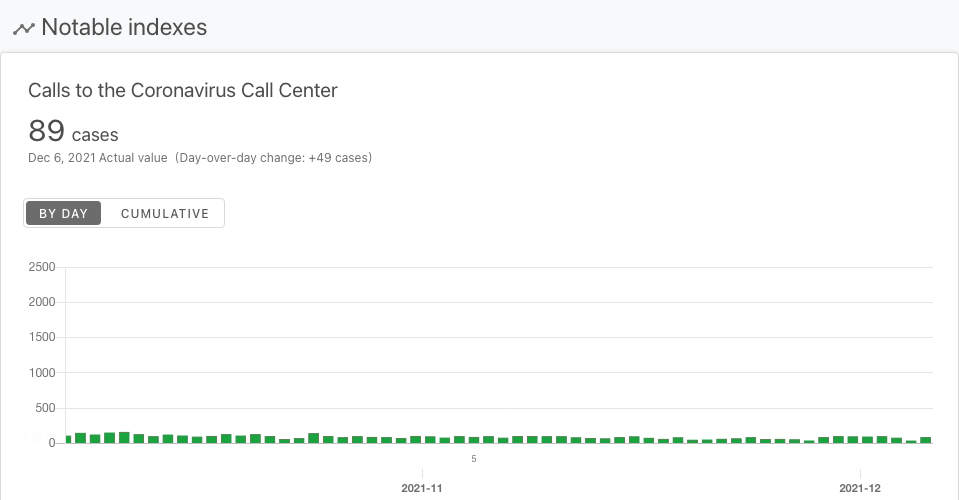 Notable indexes
Calls to the Coronavirus Call Center
89 cases
Dec 6, 2021 Actual value (Day-over-day change: +49 cases)
BY DAY CUMULATIVE
2500
2000
1500
1000
500
0
5
2021-11 2021-12